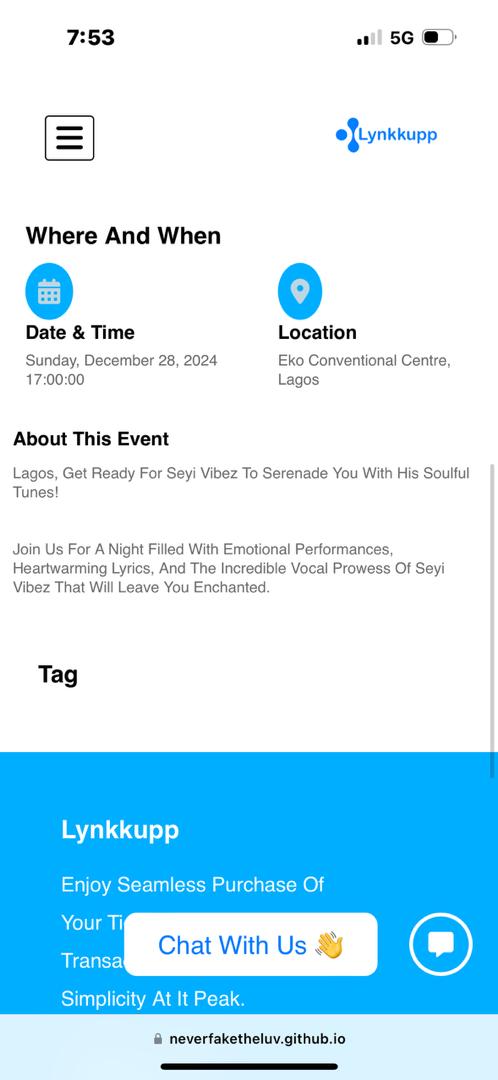 7:53
5G
Lynkkupp
Where And When
Date & Time
Sunday, December 28, 2024
17:00:00
Location
Eko Conventional Centre,
Lagos
About This Event
Lagos, Get Ready For Seyi Vibez To Serenade You With His Soulful
Tunes!
Join Us For A Night Filled With Emotional Performances,
Heartwarming Lyrics, And The Incredible Vocal Prowess Of Seyi
Vibez That Will Leave You Enchanted.
Tag
Lynkkupp
Enjoy Seamless Purchase Of
Your
Chat With Us 👋
Simplicity At It Peak.
neverfaketheluv.github.io